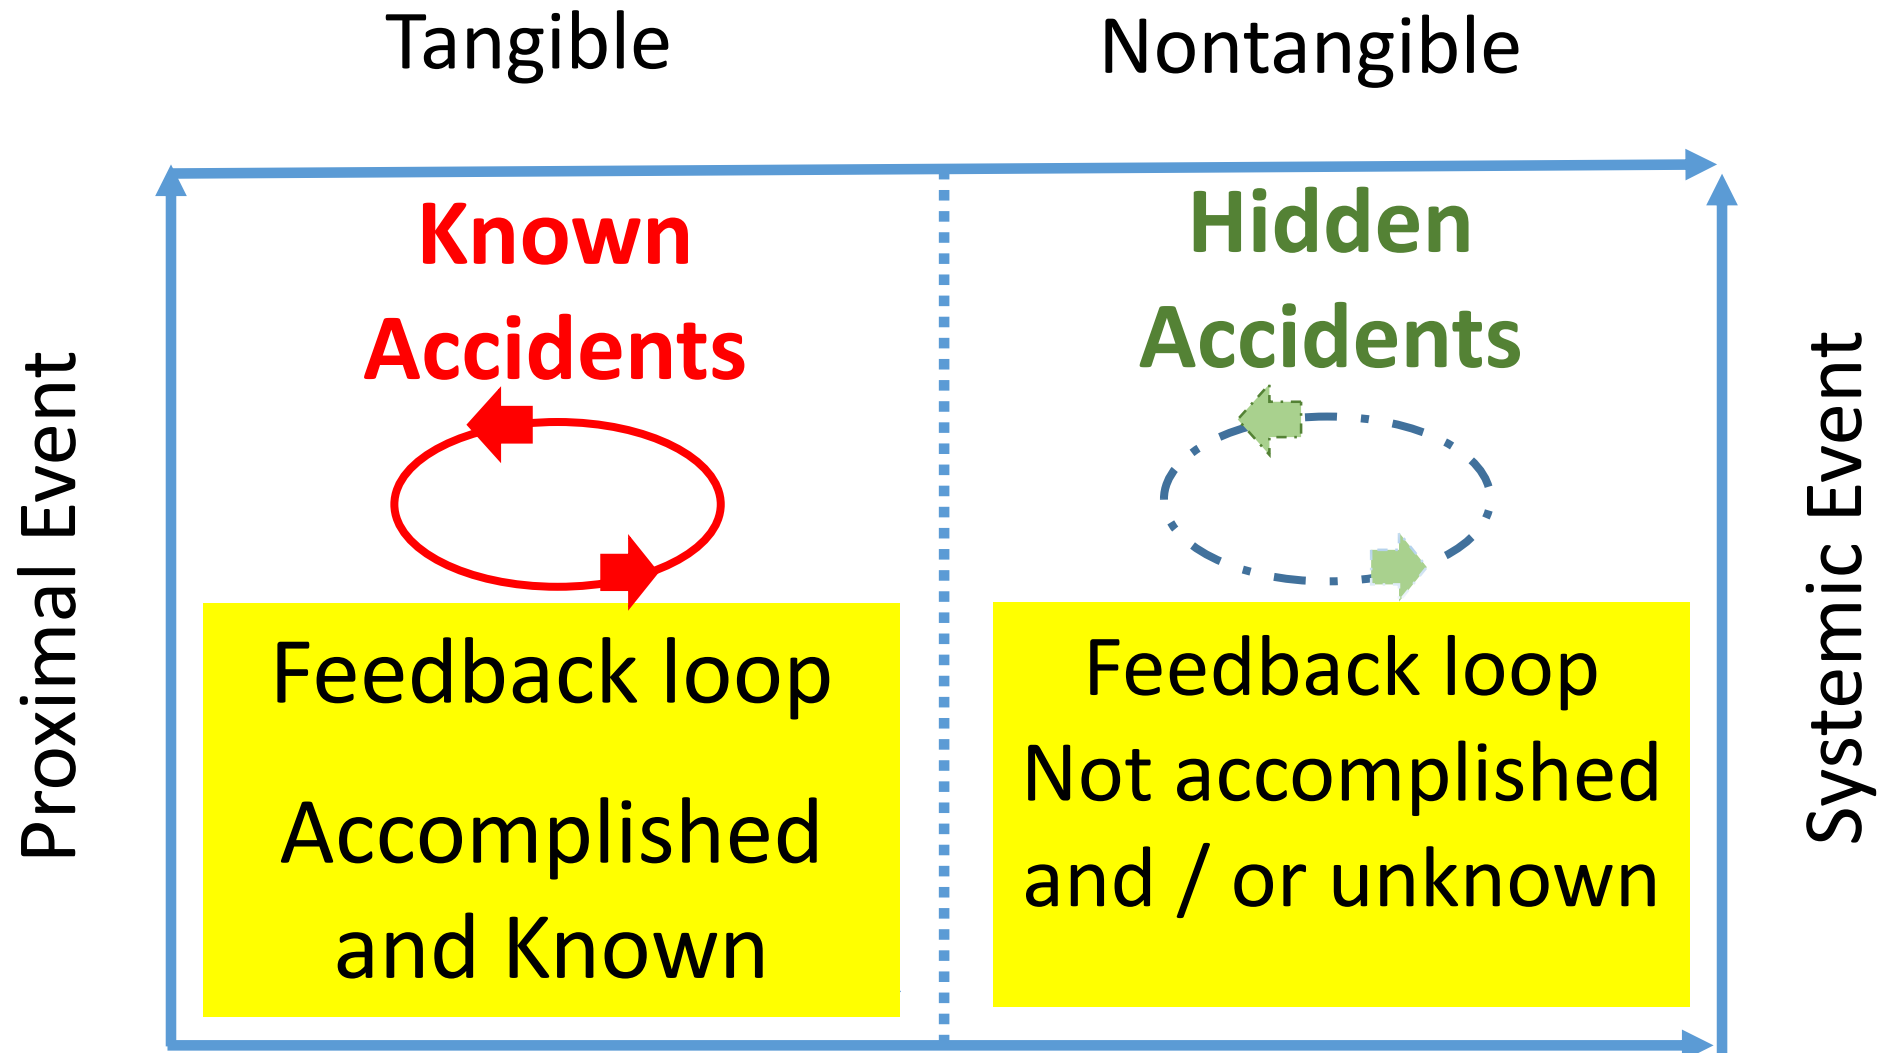 Tangible
Nontangible
Proximal Event
Known
Accidents
Feedback loop
Accomplished
and Known
Hidden
Accidents
Feedback loop
Not accomplished
and / or unknown
Systemic Event